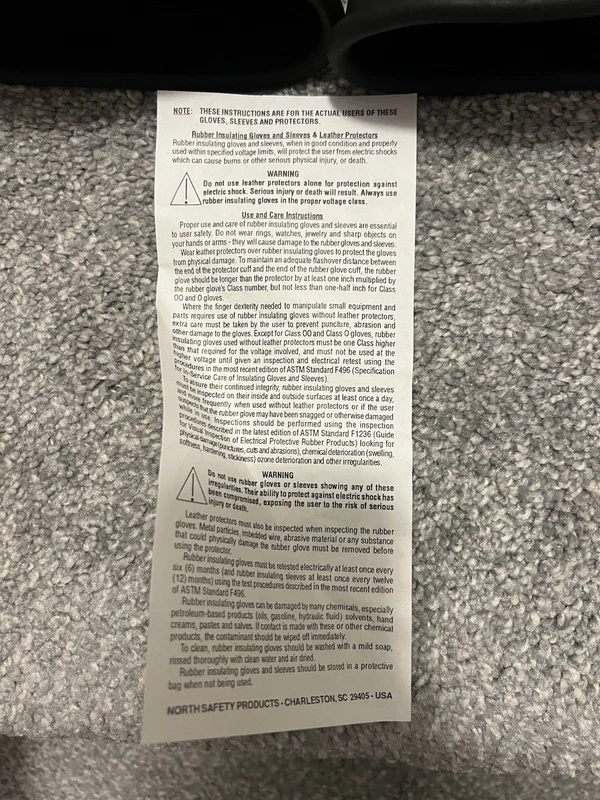 NOTE: THESE INSTRUCTIONS ARE FOR THE ACTUAL USERS OF THESE
GLOVES, SLEEVES AND PROTECTORS.
Rubber Insulating Gloves and Sleeves & Leather Protectors
Rubber insulating gloves and sleeves, when in good condition and properly
used within specified voltage limits, will protect the user from electric shocks
which can cause burns or other serious physical injury, or death.
WARNING
Do not use leather protectors alone for protection against
electric shock. Serious injury or death will result. Always use
rubber insulating gloves in the proper voltage class.
Use and Care Instructions
Proper use and care of rubber insulating gloves and sleeves are essential
to user safety. Do not wear rings, watches, jewelry and sharp objects on
your hands or arms - they will cause damage to the rubber gloves and sleeves.
Wear leather protectors over rubber insulating gloves to protect the gloves
from physical damage. To maintain an adequate flashover distance between
the end of the protector cuff and the end of the rubber glove cuff, the rubber
glove should be longer than the protector by at least one inch multiplied by
the rubber glove's Class number, but not less than one-half inch for Class
OO and O gloves.
Where the finger dexterity needed to manipulate small equipment and
parts requires use of rubber insulating gloves without leather protectors,
extra care must be taken by the user to prevent puncture, abrasion and
other damage to the gloves. Except for Class OO and Class O gloves, rubber
insulating gloves used without leather protectors must be one Class higher
than that required for the voltage involved, and must not be used at the
higher voltage until given an inspection and electrical retest using the
procedures in the most recent edition of ASTM Standard F496 (Specification
for In-Service Care of Insulating Gloves and Sleeves).
To assure their continued integrity, rubber insulating gloves and sleeves
must be inspected on their inside and outside surfaces at least once a day,
and more frequently when used without leather protectors or if the user
suspects that the rubber glove may have been snagged or otherwise damaged
while in use. Inspections should be performed using the inspection
procedures described in the latest edition of ASTM Standard F1236 (Guide
for Visual Inspection of Electrical Protective Rubber Products) looking for
physical damage (punctures, cuts and abrasions), chemical deterioration (swelling,
softness, hardening, stickiness) ozone deterioration and other irregularities.
WARNING
Do not use rubber gloves or sleeves showing any of these
irregularities. Their ability to protect against electric shock has
been compromised, exposing the user to the risk of serious
injury or death.
Leather protectors must also be inspected when inspecting the rubber
gloves. Metal particles, imbedded wire, abrasive material or any substance
that could physically damage the rubber glove must be removed before
using the protector.
Rubber insulating gloves must be retested electrically at least once every
six (6) months (and rubber insulating sleeves at least once every twelve
(12) months) using the test procedures described in the most recent edition
of ASTM Standard F496.
Rubber insulating gloves can be damaged by many chemicals, especially
petroleum-based products (oils, gasoline, hydraulic fluid) solvents, hand
creams, pastes and salves. If contact is made with these or other chemical
products, the contaminant should be wiped off immediately.
To clean, rubber insulating gloves should be washed with a mild soap,
rinsed thoroughly with clean water and air dried.
Rubber insulating gloves and sleeves should be stored in a protective
bag when not being used.
NORTH SAFETY PRODUCTS - CHARLESTON, SC 29405 - USA